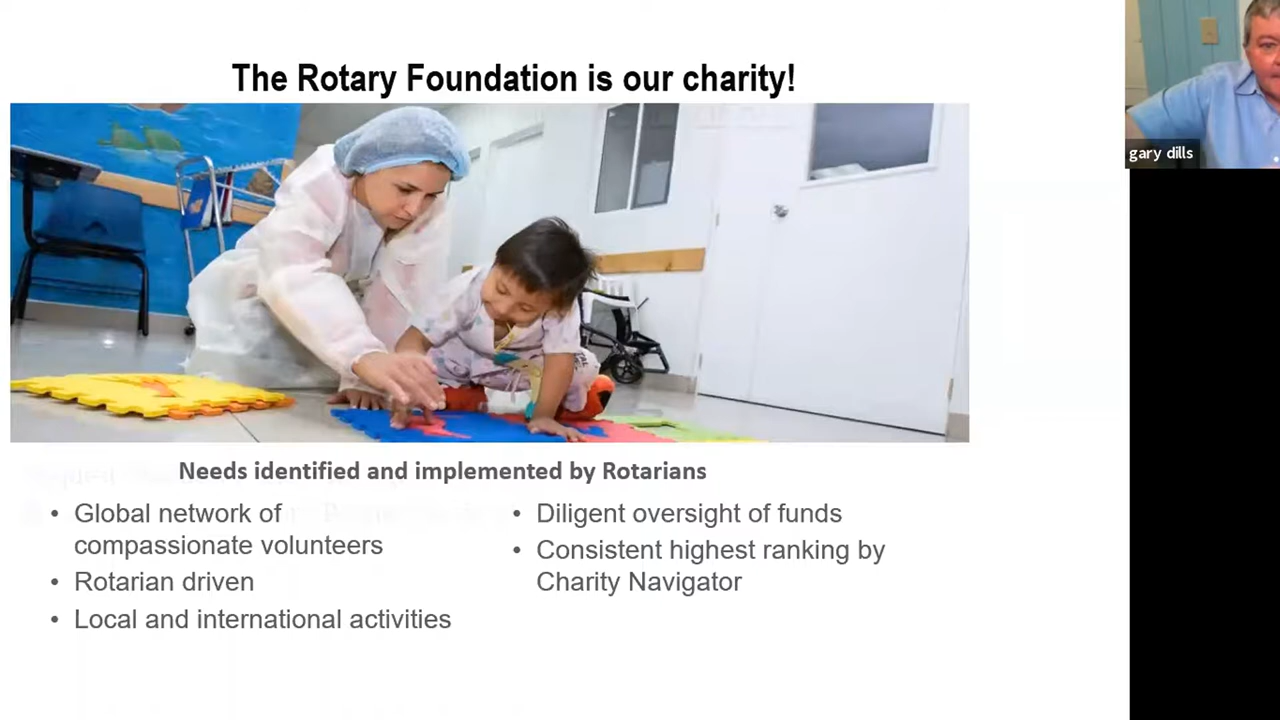 The Rotary Foundation is our charity!
gary dills
Needs identified and implemented by Rotarians
• Global network of
compassionate volunteers
• Rotarian driven
• Local and international activities
• Diligent oversight of funds
• Consistent highest ranking by
Charity Navigator